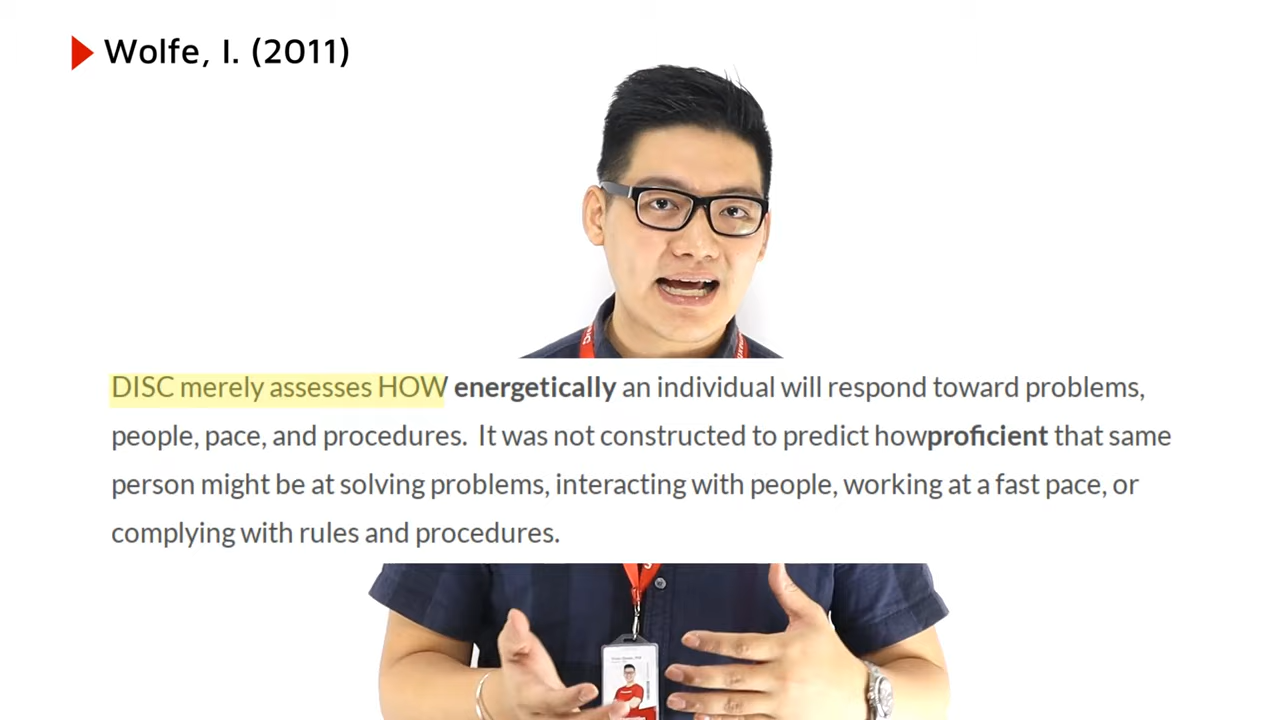 Wolfe, I. (2011)
DISC merely assesses HOW energetically an individual will respond toward problems,
people, pace, and procedures. It was not constructed to predict howproficient that same
person might be at solving problems, interacting with people, working at a fast pace, or
complying with rules and procedures.